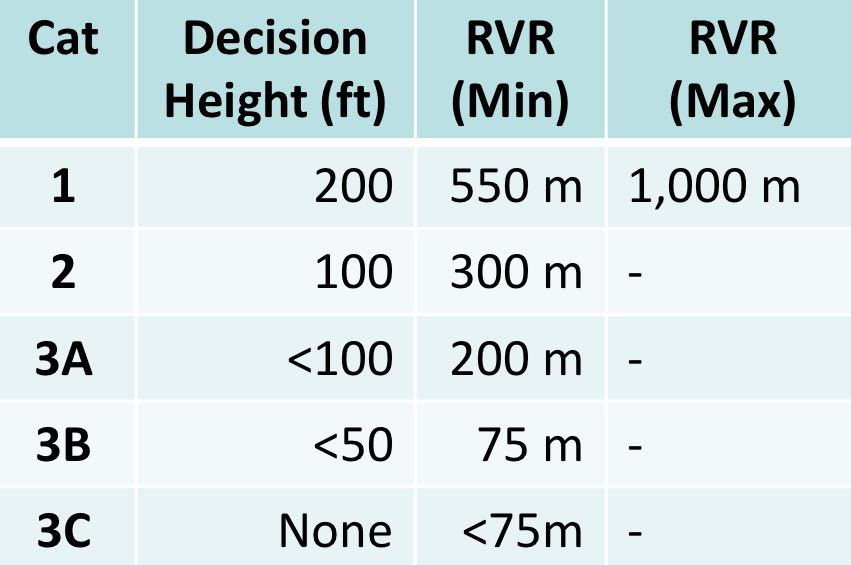 Cat Decision Height (ft) RVR (Min) RVR (Max)
1 200 550 m 1,000 m
2 100 300 m -
3A <100 200 m -
3B <50 75 m -
3C None <75m -